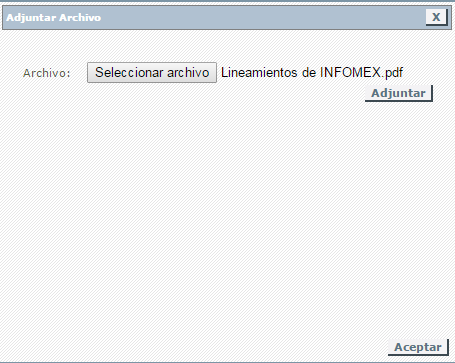 Adjuntar Archivo X
Archivo: Seleccionar archivo Lineamientos de INFOMEX.pdf
Adjuntar
Aceptar